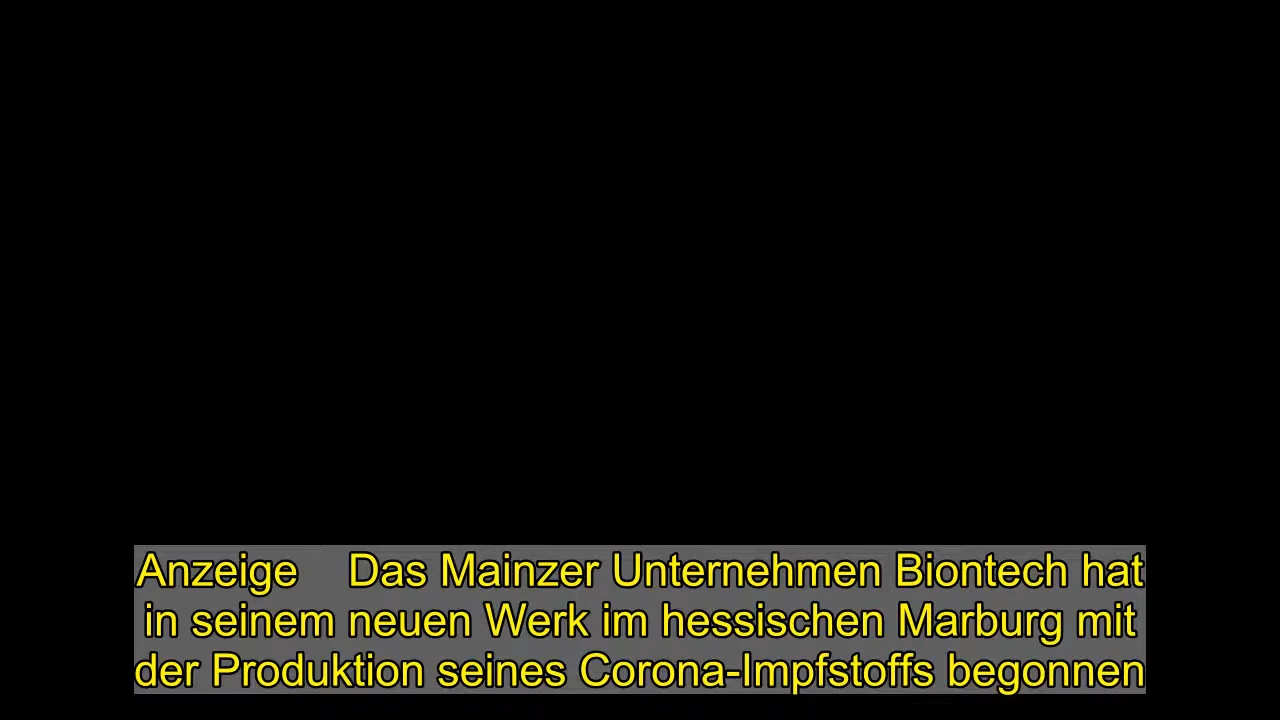 Anzeige    Das Mainzer Unternehmen Biontech hat
in seinem neuen Werk im hessischen Marburg mit
der Produktion seines Corona-Impfstoffs begonnen